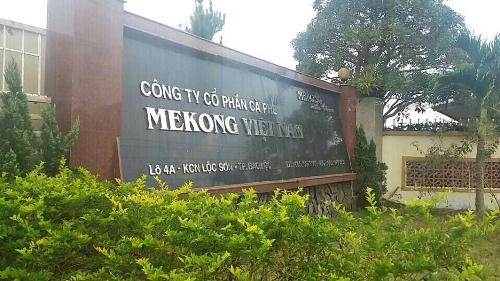 CÔNG TY CỔ PHẦN CÀ PHÊ
MEKONG VIỆT NAM
Lô 4A - KCN LỘC SƠN - TP. BẢO LỘC